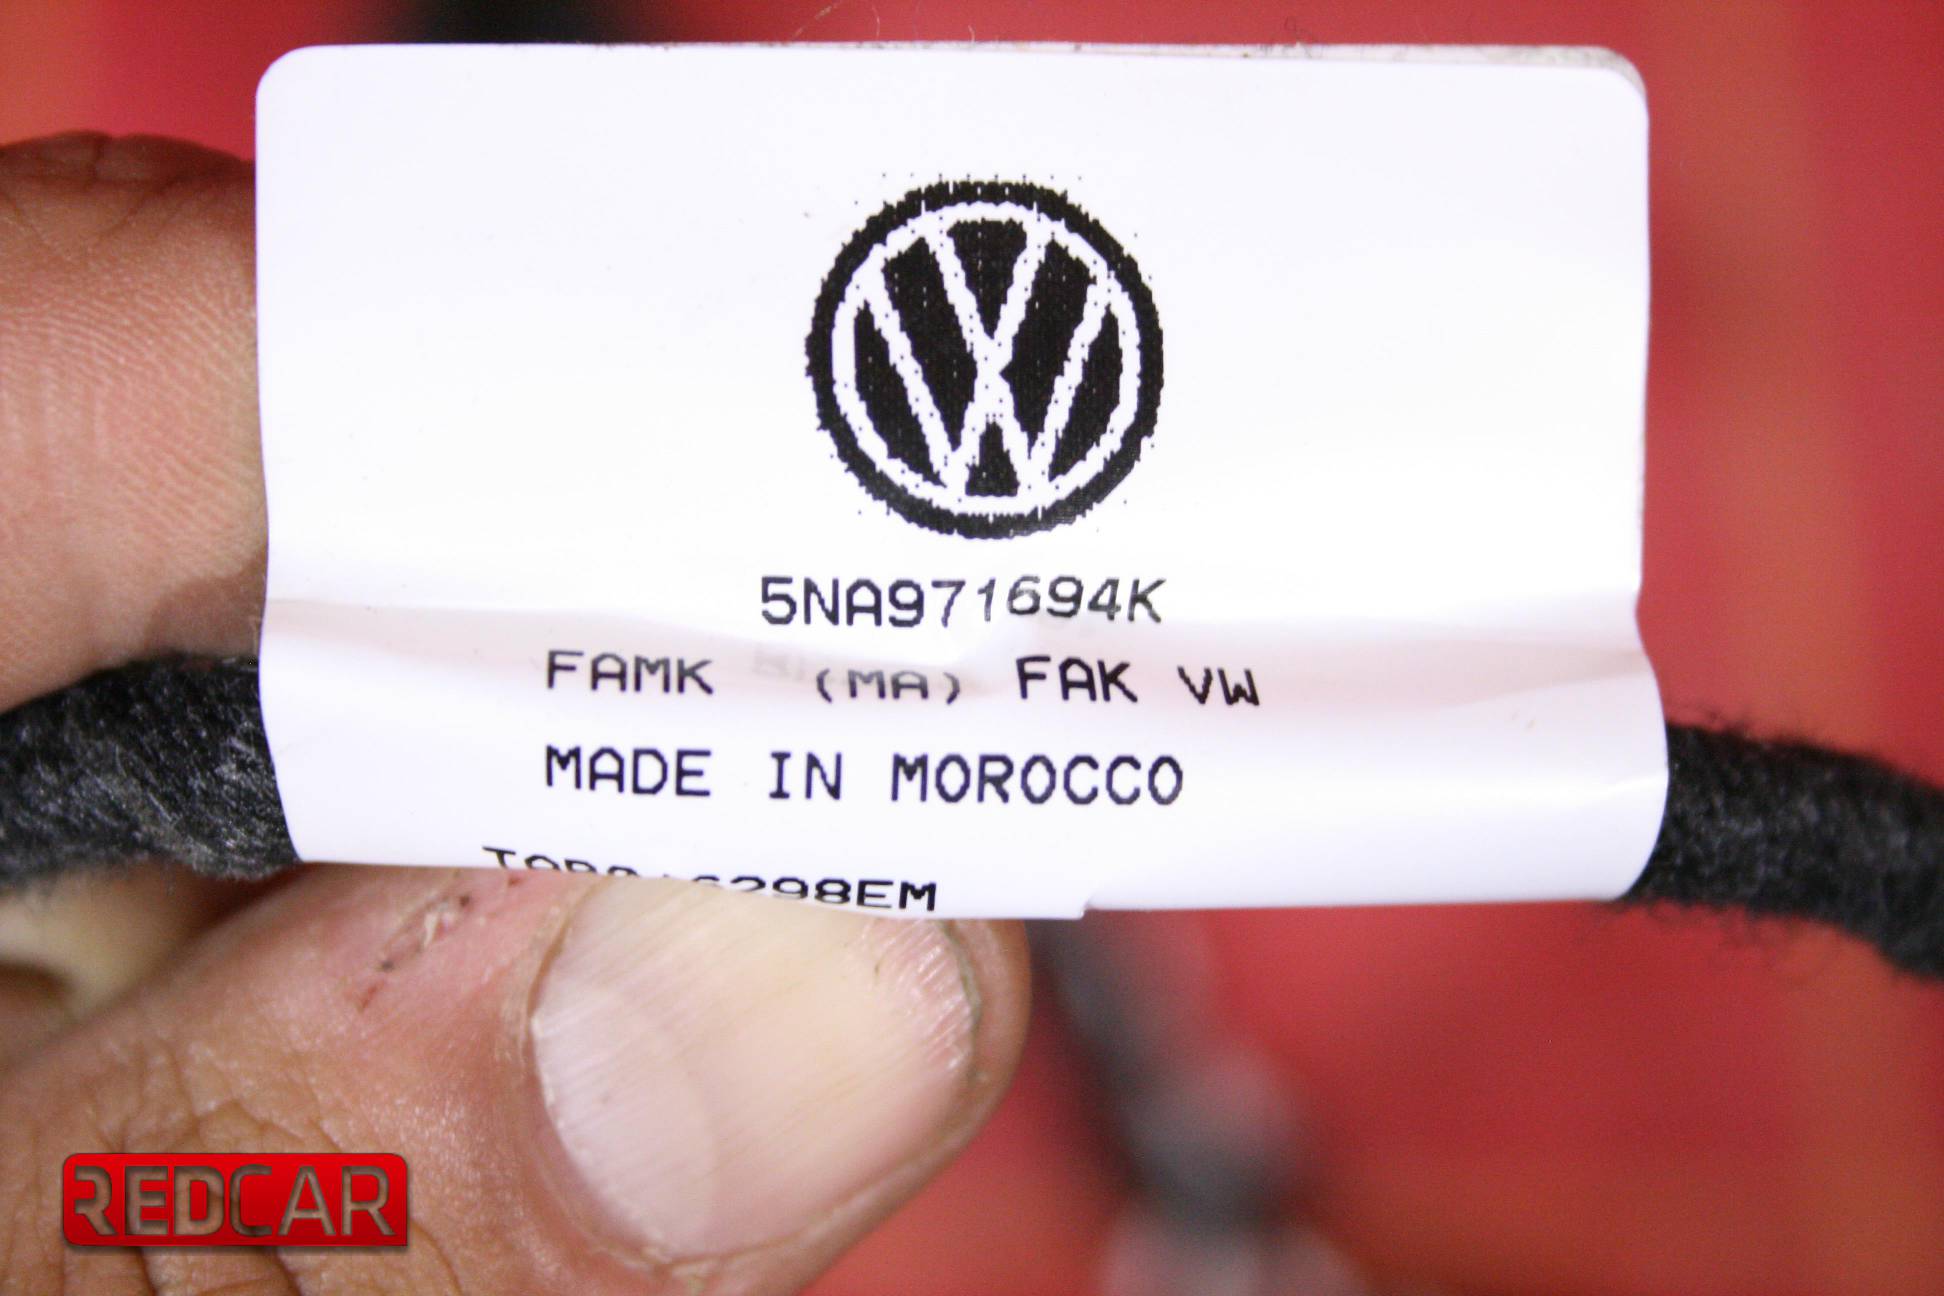 5NA971694K
FAMK (MA) FAK VW
MADE IN MOROCCO
REDCAR